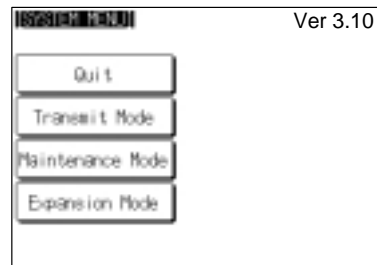 [SYSTEM MENU] Ver 3.10
Quit
Transmit Mode
Maintenance Mode
Expansion Mode